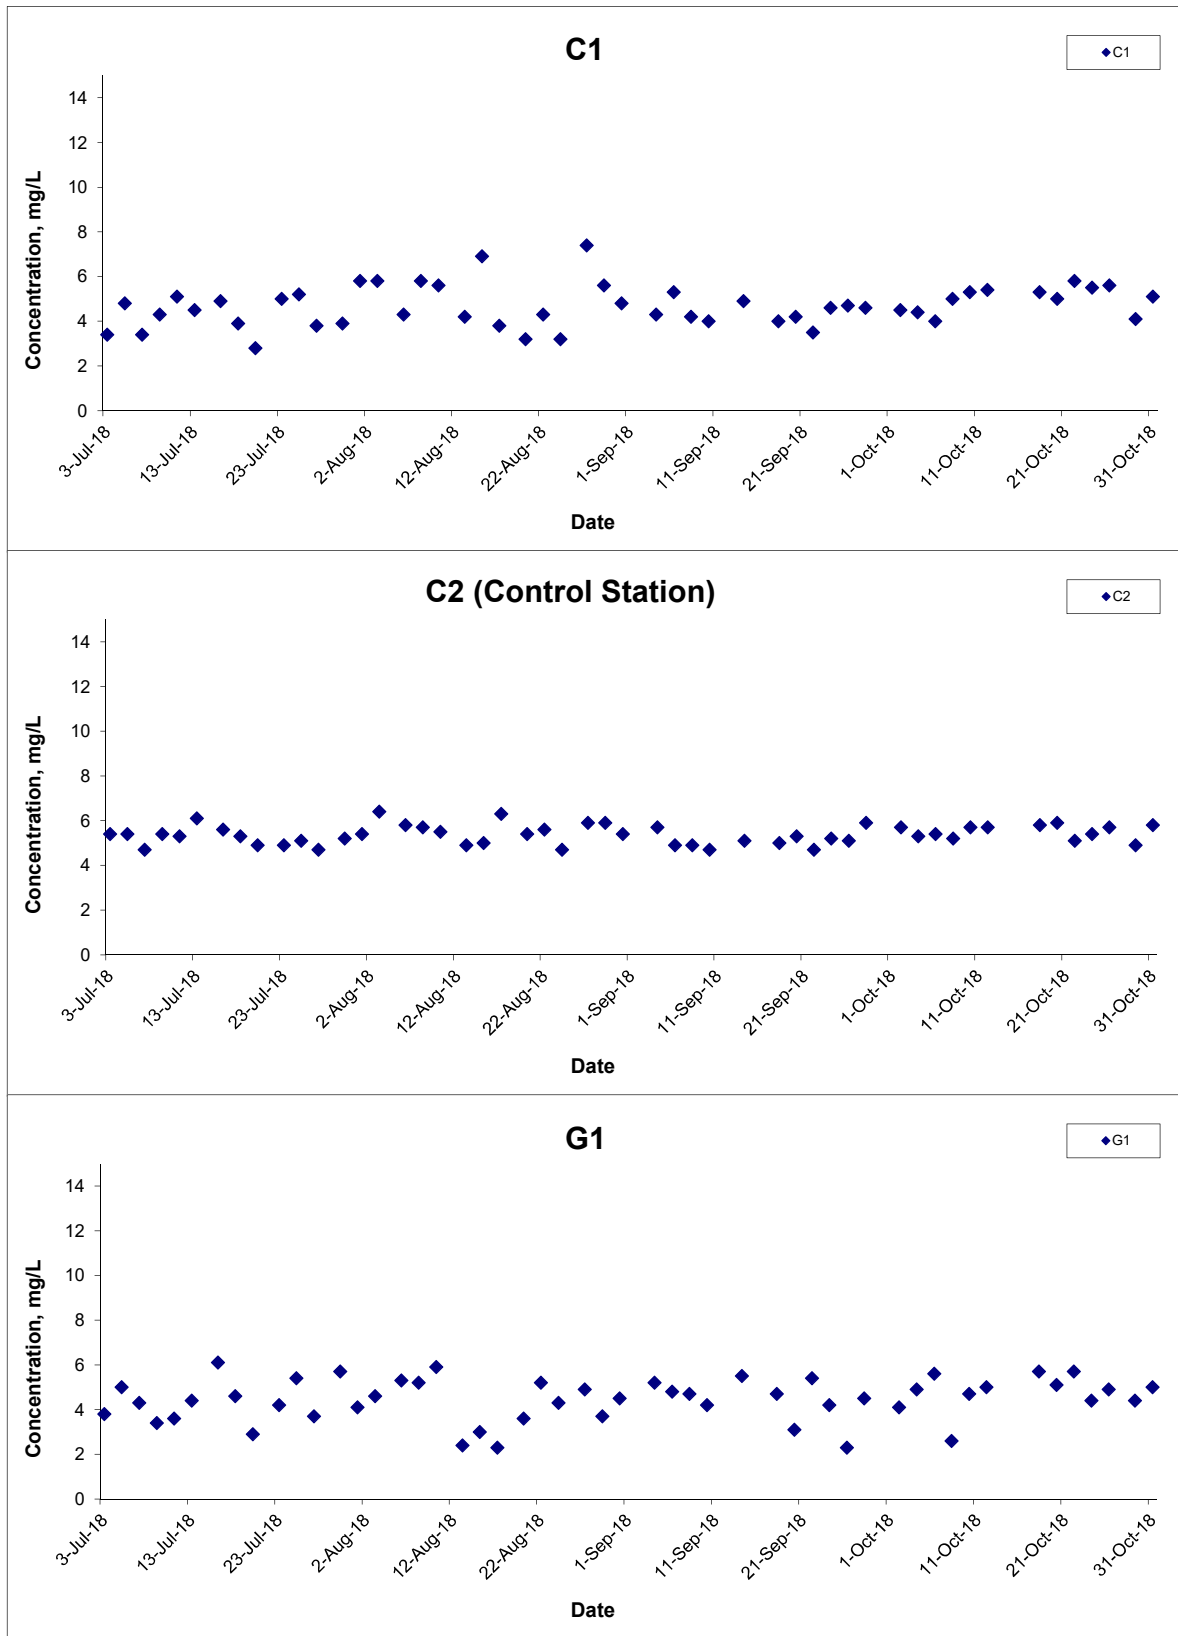 C1
C1
14
12
10
8
6
4
2
0
Concentration, mg/L
3-Jul-18
13-Jul-18
23-Jul-18
2-Aug-18
12-Aug-18
22-Aug-18
1-Sep-18
11-Sep-18
21-Sep-18
1-Oct-18
11-Oct-18
21-Oct-18
31-Oct-18
Date
C2 (Control Station)
C2
14
12
10
8
6
4
2
0
Concentration, mg/L
3-Jul-18
13-Jul-18
23-Jul-18
2-Aug-18
12-Aug-18
22-Aug-18
1-Sep-18
11-Sep-18
21-Sep-18
1-Oct-18
11-Oct-18
21-Oct-18
31-Oct-18
Date
G1
G1
14
12
10
8
6
4
2
0
Concentration, mg/L
3-Jul-18
13-Jul-18
23-Jul-18
2-Aug-18
12-Aug-18
22-Aug-18
1-Sep-18
11-Sep-18
21-Sep-18
1-Oct-18
11-Oct-18
21-Oct-18
31-Oct-18
Date